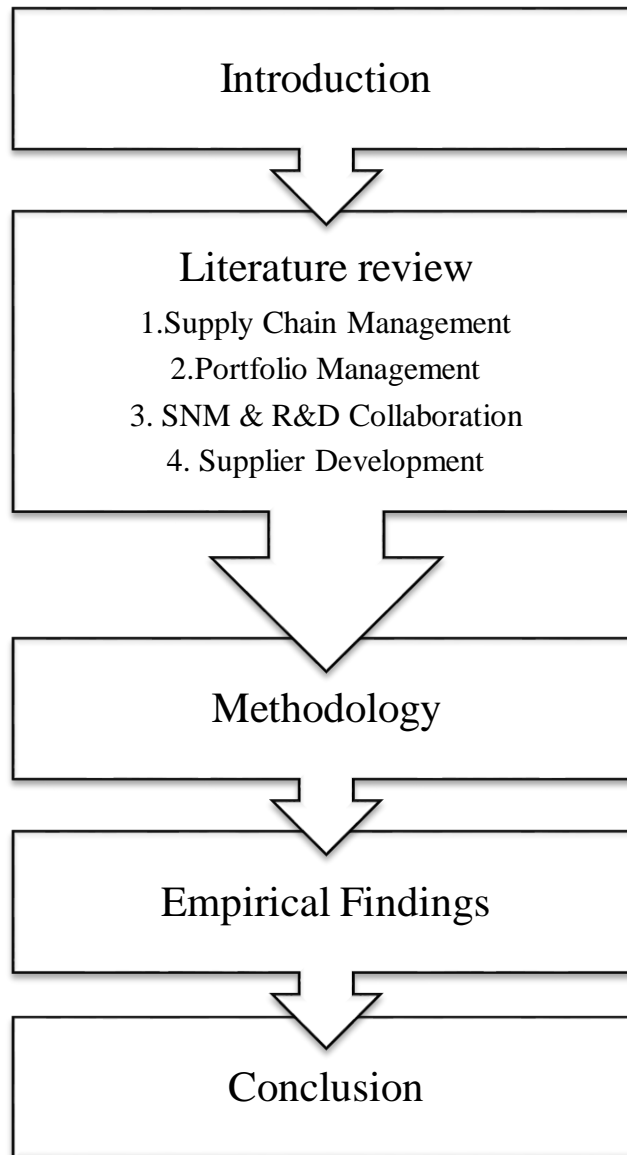 Introduction
Literature review
1.Supply Chain Management
2.Portfolio Management
3. SNM & R&D Collaboration
4. Supplier Development
Methodology
Empirical Findings
Conclusion